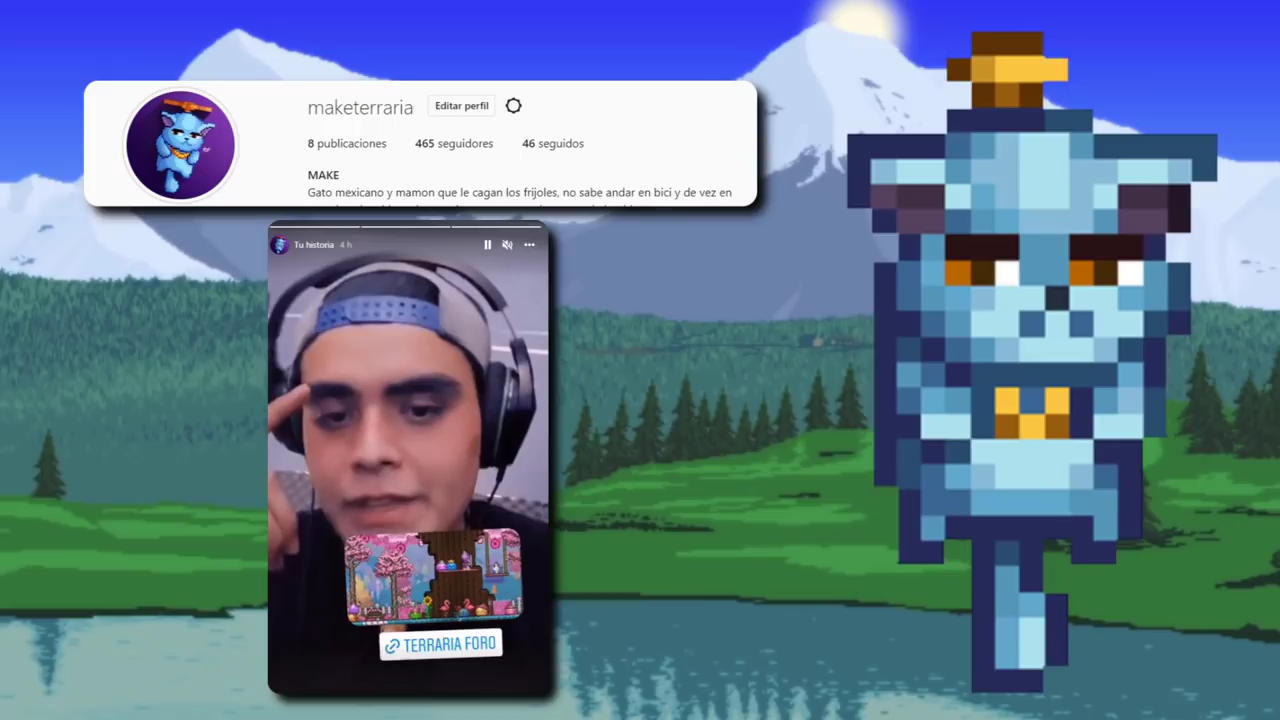 maketerraria Editar perfil
8 publicaciones 465 seguidores 46 seguidos
MAKE
Gato mexicano y mamon que le cagan los frijoles, no sabe andar en bici y de vez en
Tu historia 4 h
TERRARIA FORO